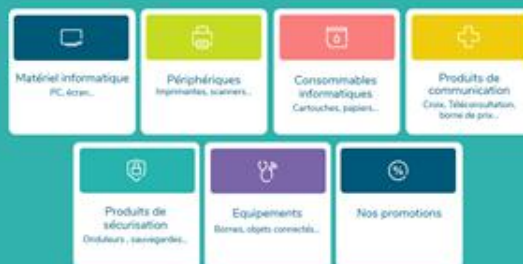 Matériel informatique
PC, écran...
Périphériques
Imprimantes, scanners...
Consommables
informatiques
Cartouches, papiers...
Produits de
communication
Croix, Téléconsultation,
borne de prix...
Produits de
sécurisation
Onduleurs, sauvegardes...
Equipements
Bornes, objets connectés...
Nos promotions